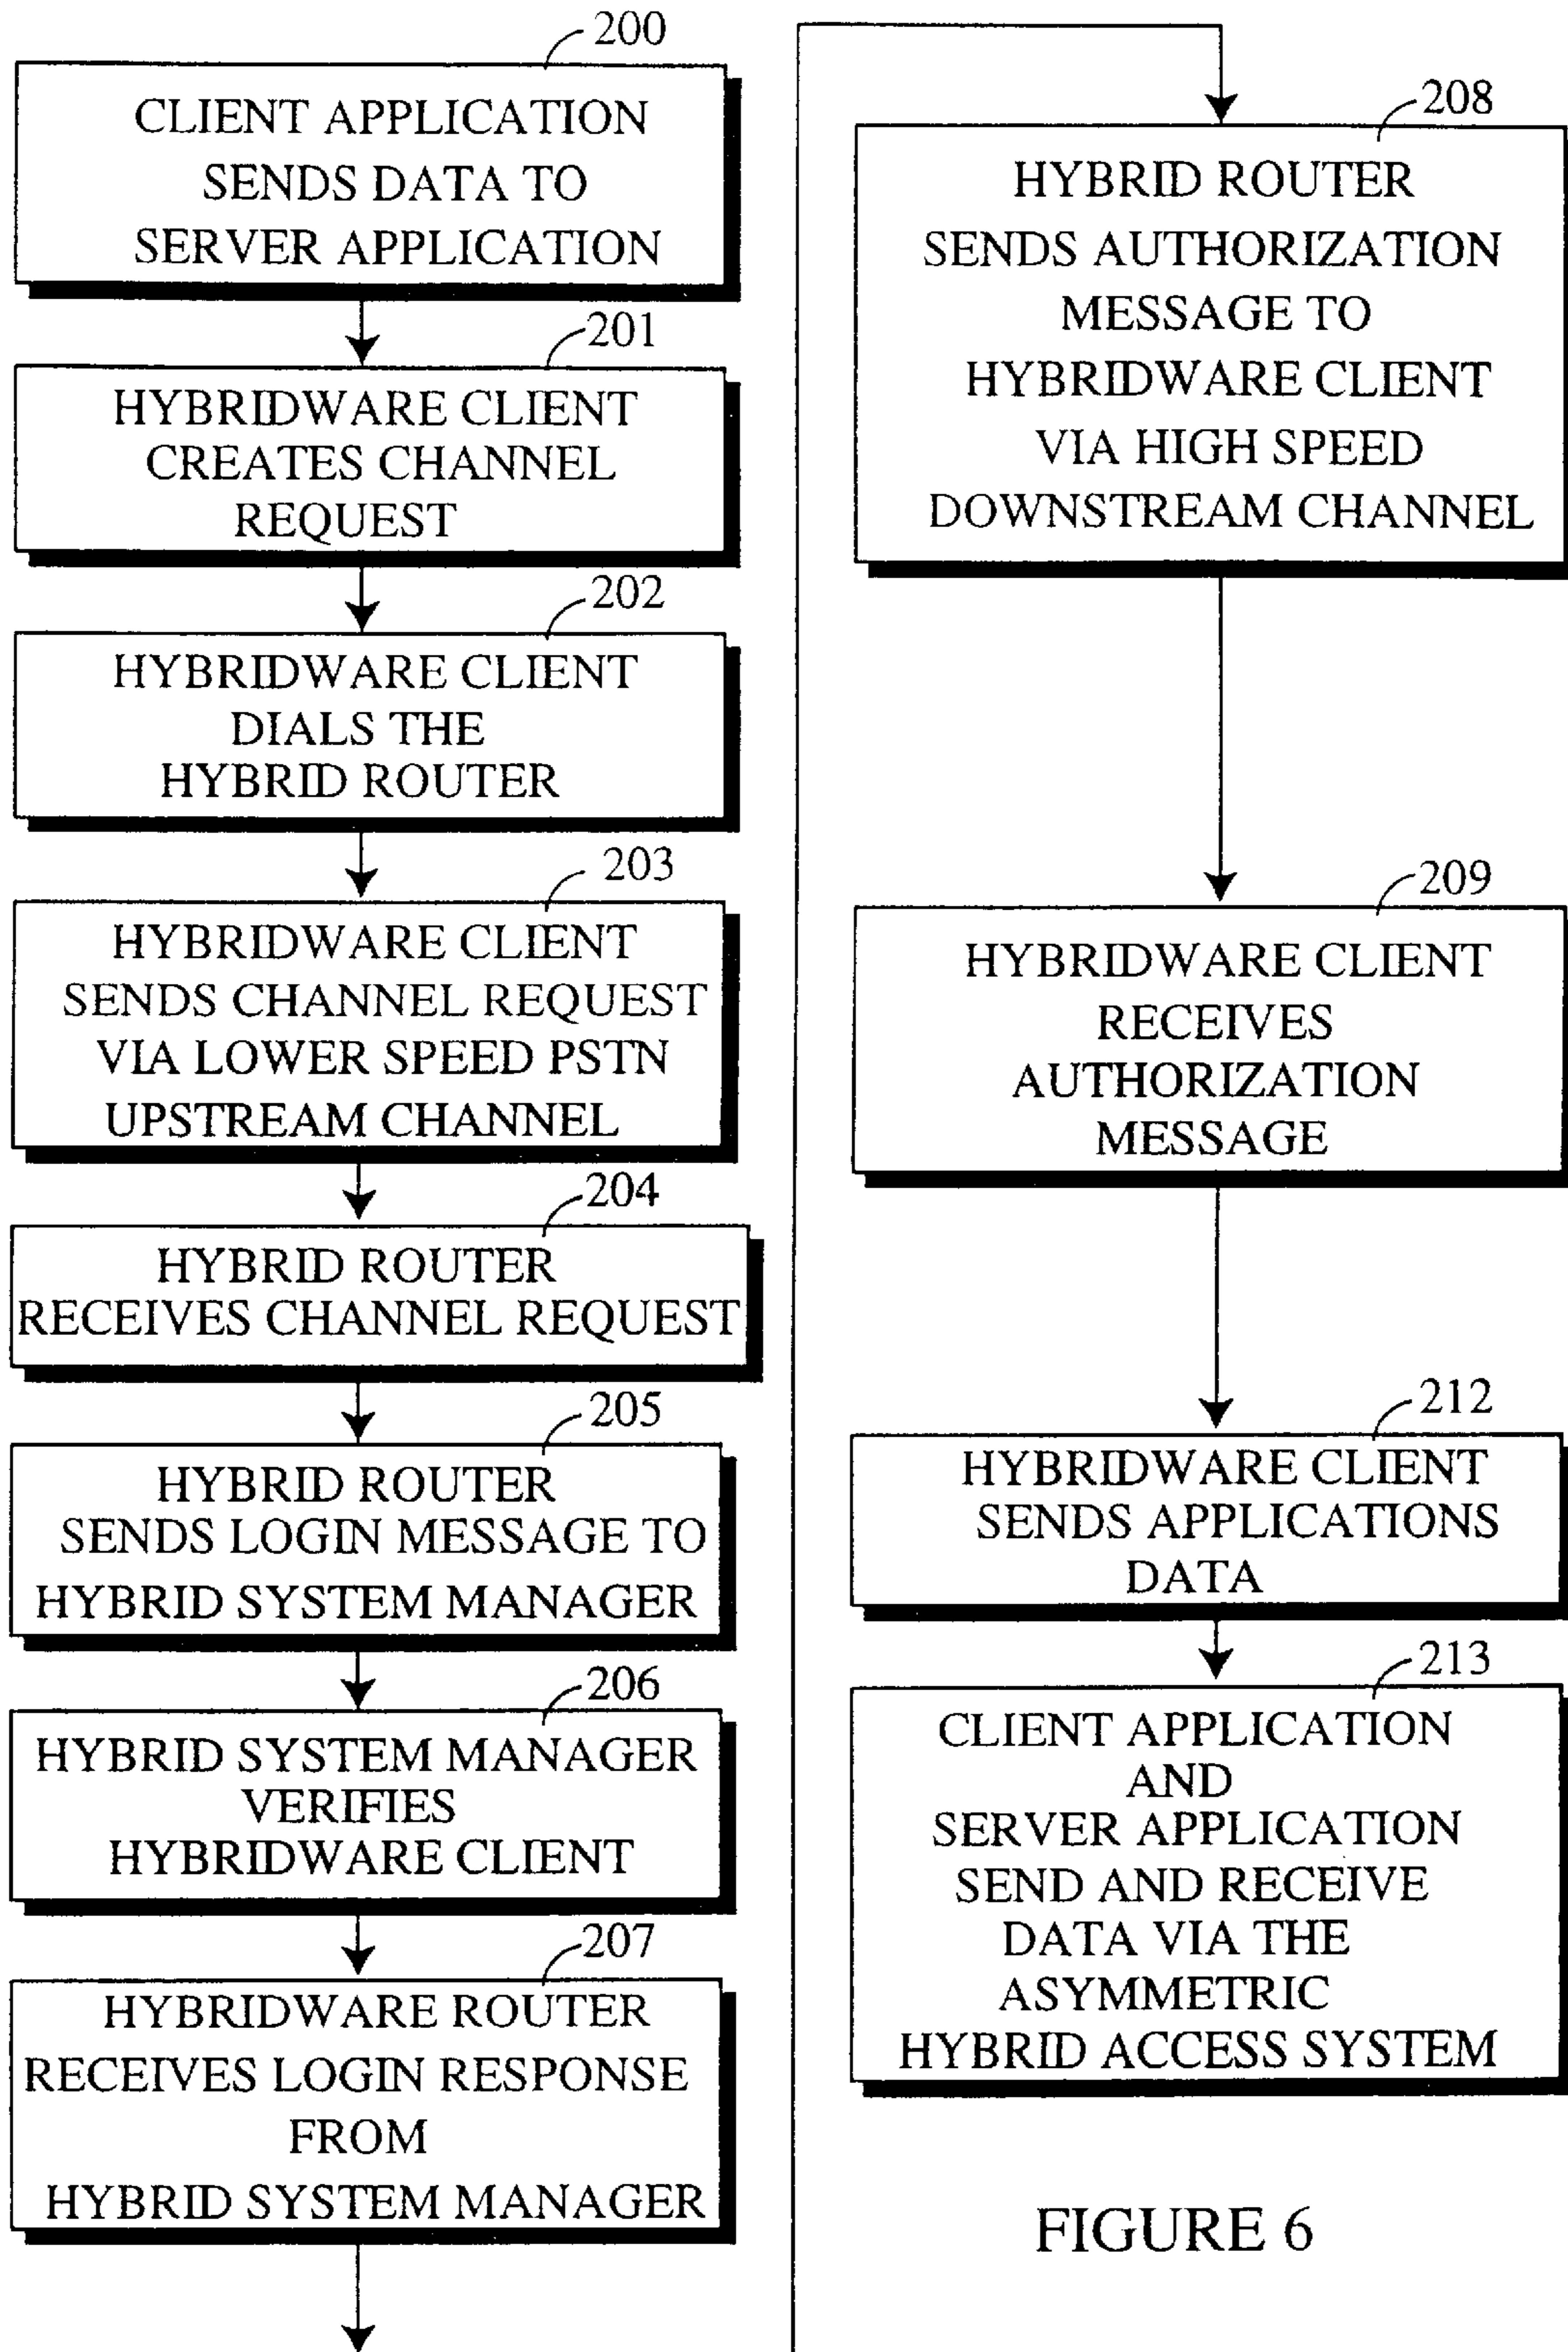 200
CLIENT APPLICATION
SENDS DATA TO
SERVER APPLICATION
201
HYBRIDWARE CLIENT
CREATES CHANNEL
REQUEST
202
HYBRIDWARE CLIENT
DIALS THE
HYBRID ROUTER
203
HYBRIDWARE CLIENT
SENDS CHANNEL REQUEST
VIA LOWER SPEED PSTN
UPSTREAM CHANNEL
204
HYBRID ROUTER
RECEIVES CHANNEL REQUEST
205
HYBRID ROUTER
SENDS LOGIN MESSAGE TO
HYBRID SYSTEM MANAGER
206
HYBRID SYSTEM MANAGER
VERIFIES
HYBRIDWARE CLIENT
207
HYBRIDWARE ROUTER
RECEIVES LOGIN RESPONSE
FROM
HYBRID SYSTEM MANAGER
208
HYBRID ROUTER
SENDS AUTHORIZATION
MESSAGE TO
HYBRIDWARE CLIENT
VIA HIGH SPEED
DOWNSTREAM CHANNEL
209
HYBRIDWARE CLIENT
RECEIVES
AUTHORIZATION
MESSAGE
212
HYBRIDWARE CLIENT
SENDS APPLICATIONS
DATA
213
CLIENT APPLICATION
AND
SERVER APPLICATION
SEND AND RECEIVE
DATA VIA THE
ASYMMETRIC
HYBRID ACCESS SYSTEM
FIGURE 6